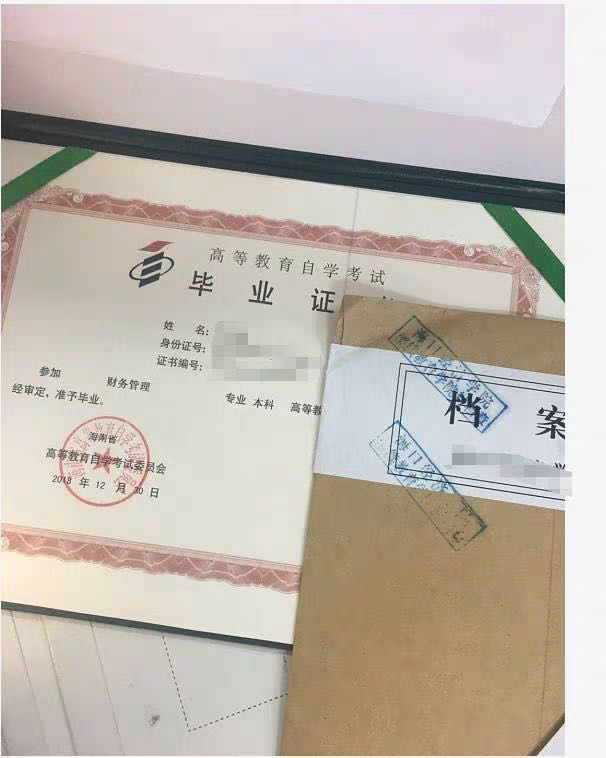 高等教育自学考试
毕业证
姓 名:
身份证号:
证书编号:
参加 财务管理 专业 本科 高等教
经审定，准予毕业。
海南省
高等教育自学考试委员会
2018 年 12 月 30 日
档案